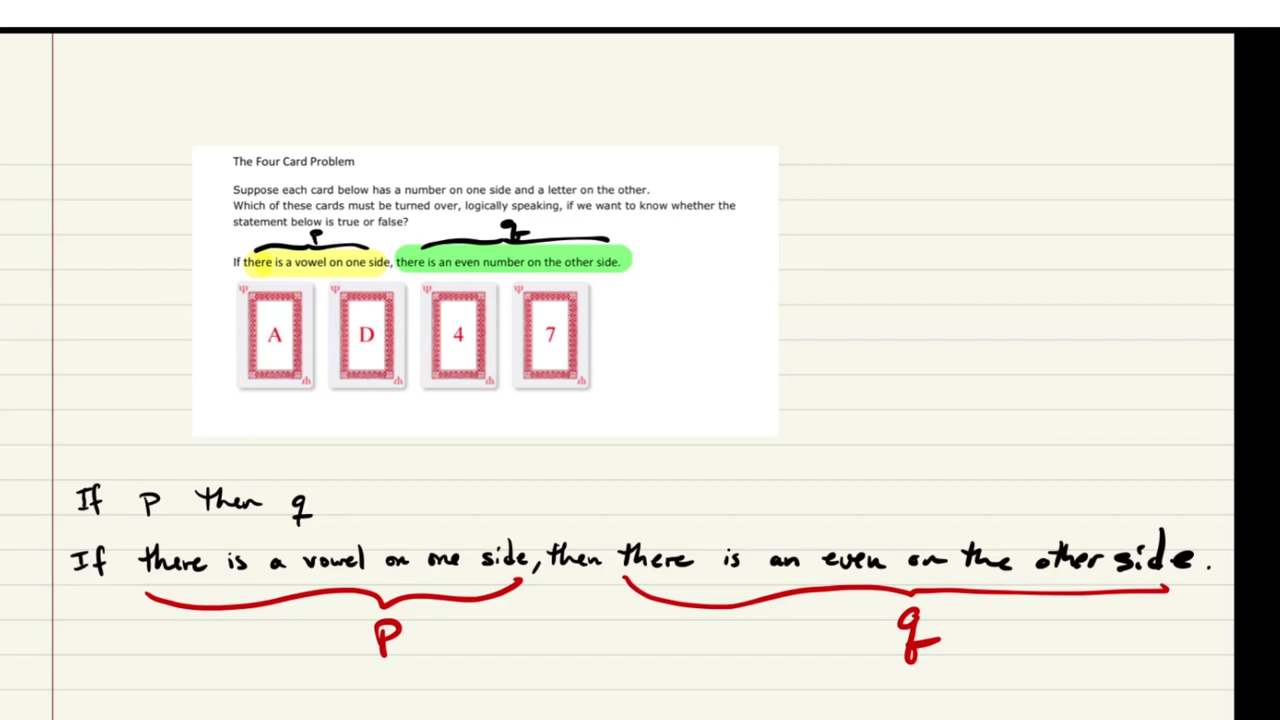 The Four Card Problem
Suppose each card below has a number on one side and a letter on the other.
Which of these cards must be turned over, logically speaking, if we want to know whether the
statement below is true or false?
p q
If there is a vowel on one side, there is an even number on the other side.
Ψ Ψ Ψ Ψ
A D 4 7
Ψ Ψ Ψ Ψ
If p then q
If there is a vowel on one side, then there is an even on the other side.
p q